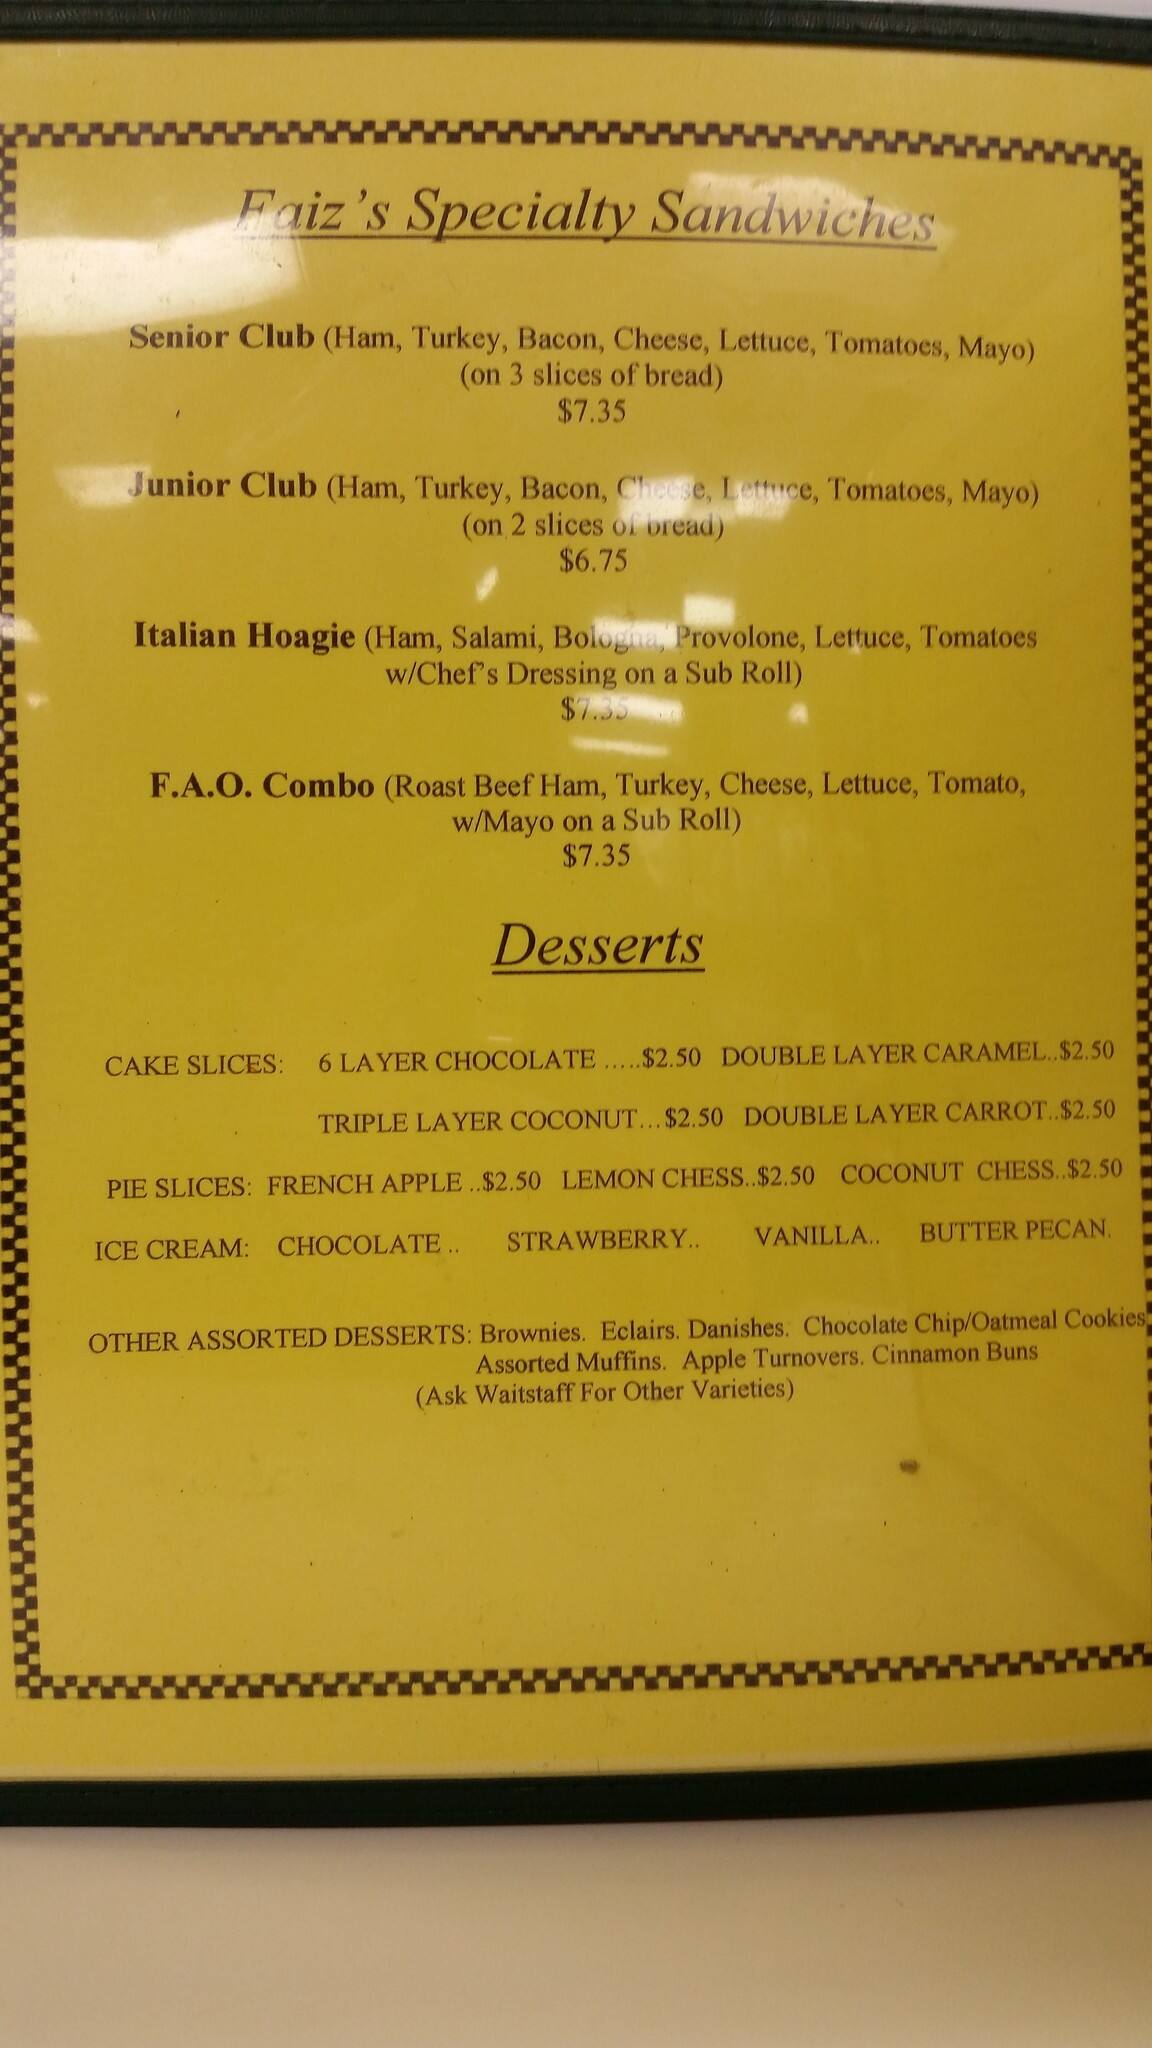 Faiz's Specialty Sandwiches
Senior Club (Ham, Turkey, Bacon, Cheese, Lettuce, Tomatoes, Mayo)
(on 3 slices of bread)
$7.35
Junior Club (Ham, Turkey, Bacon, Cheese, Lettuce, Tomatoes, Mayo)
(on 2 slices of bread)
$6.75
Italian Hoagie (Ham, Salami, Bologna, Provolone, Lettuce, Tomatoes
w/Chef's Dressing on a Sub Roll)
$7.35
F.A.O. Combo (Roast Beef Ham, Turkey, Cheese, Lettuce, Tomato,
w/Mayo on a Sub Roll)
$7.35
Desserts
CAKE SLICES: 6 LAYER CHOCOLATE .....$2.50 DOUBLE LAYER CARAMEL..$2.50
TRIPLE LAYER COCONUT...$2.50 DOUBLE LAYER CARROT..$2.50
PIE SLICES: FRENCH APPLE ..$2.50 LEMON CHESS..$2.50 COCONUT CHESS..$2.50
ICE CREAM: CHOCOLATE .. STRAWBERRY.. VANILLA.. BUTTER PECAN.
OTHER ASSORTED DESSERTS: Brownies. Eclairs. Danishes. Chocolate Chip/Oatmeal Cookies
Assorted Muffins. Apple Turnovers. Cinnamon Buns
(Ask Waitstaff For Other Varieties)